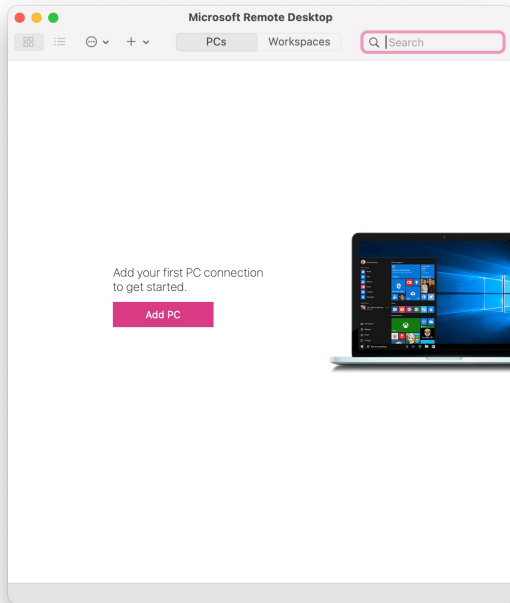 Microsoft Remote Desktop
PCs
Workspaces
Search
Add your first PC connection
to get started.
Add PC